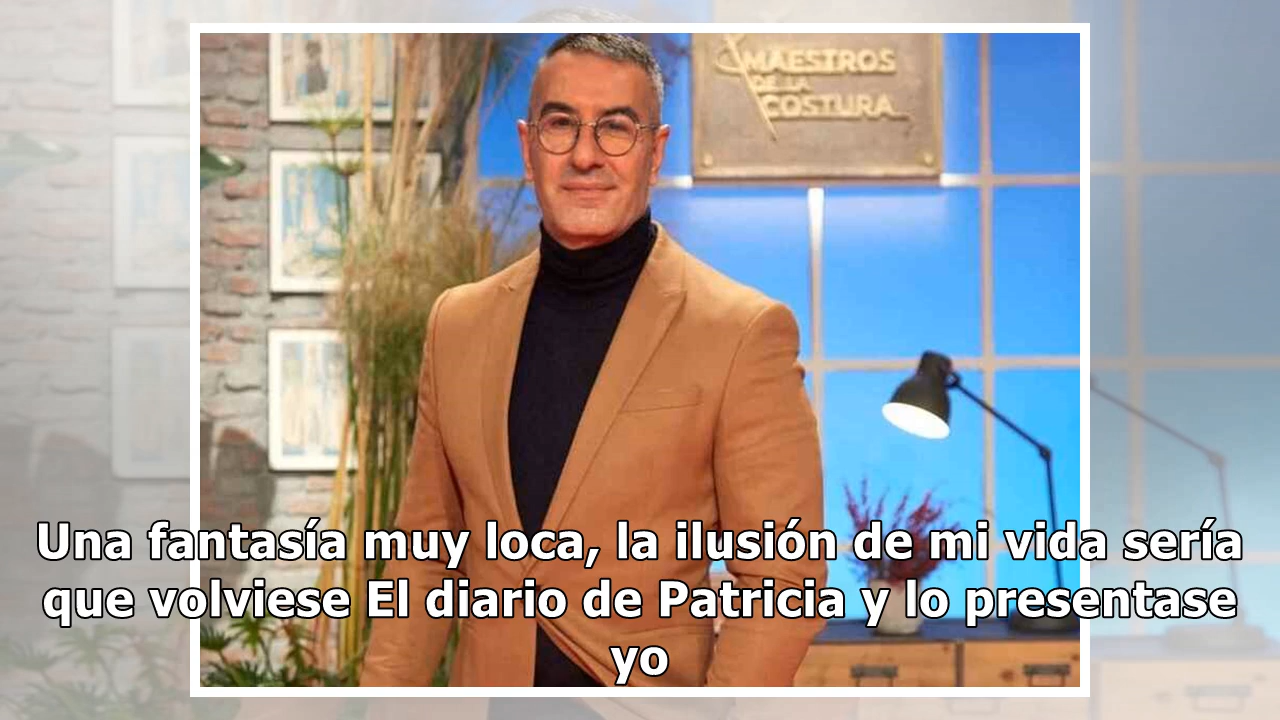 MAESTROS
DE LA
COSTURA
Una fantasía muy loca, la ilusión de mi vida sería
que volviese El diario de Patricia y lo presentase
yo